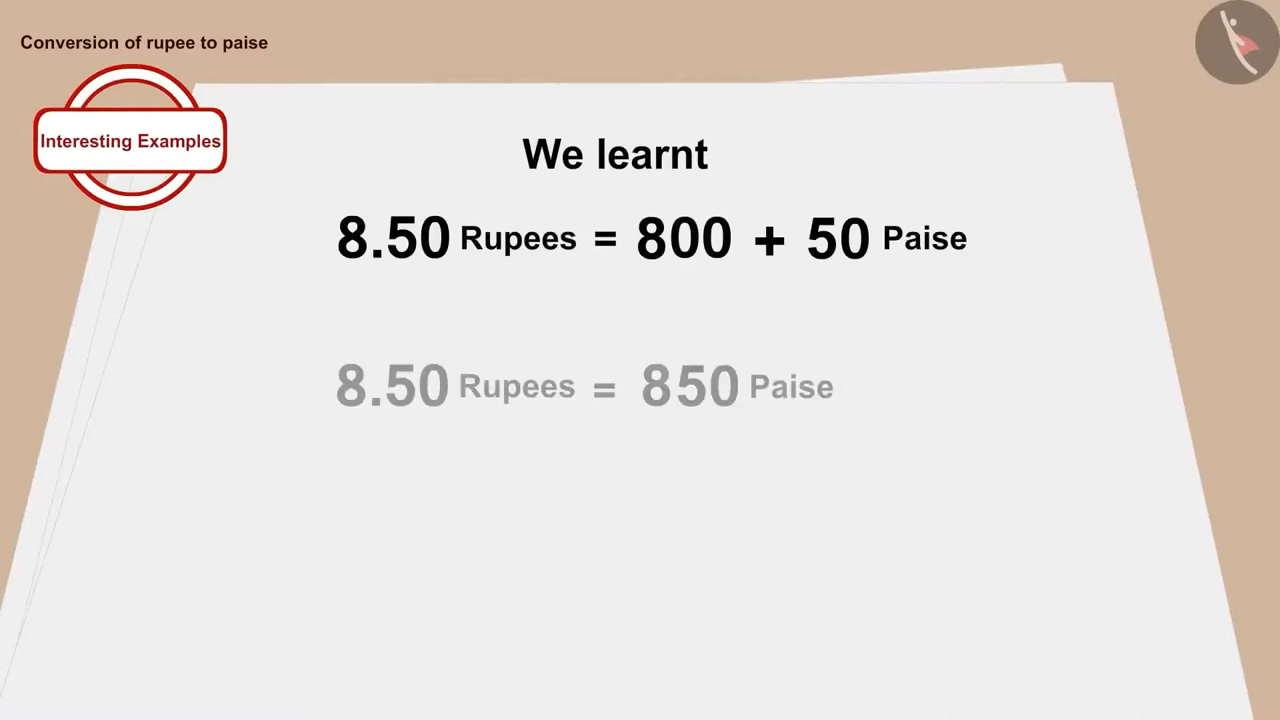 Conversion of rupee to paise
Interesting Examples
We learnt
8.50 Rupees = 800 + 50 Paise
8.50 Rupees = 850 Paise